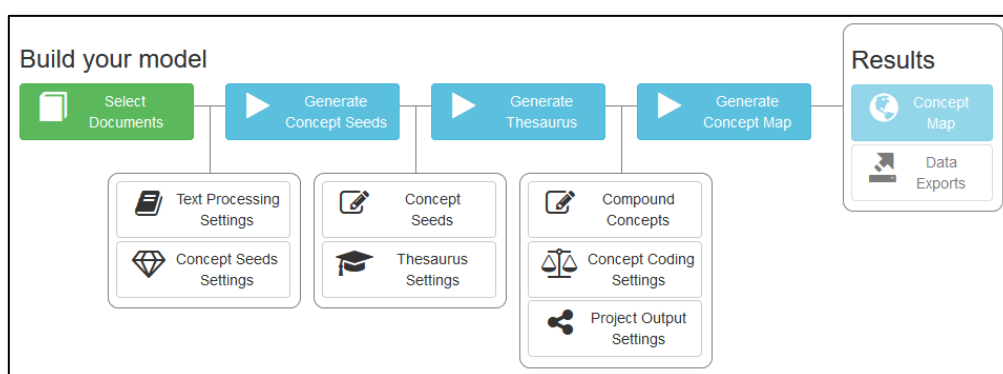 Build your model
Results
Select
Documents
Generate
Concept Seeds
Generate
Thesaurus
Generate
Concept Map
Concept
Map
Data
Exports
Text Processing
Settings
Concept Seeds
Settings
Concept
Seeds
Thesaurus
Settings
Compound
Concepts
Concept Coding
Settings
Project Output
Settings